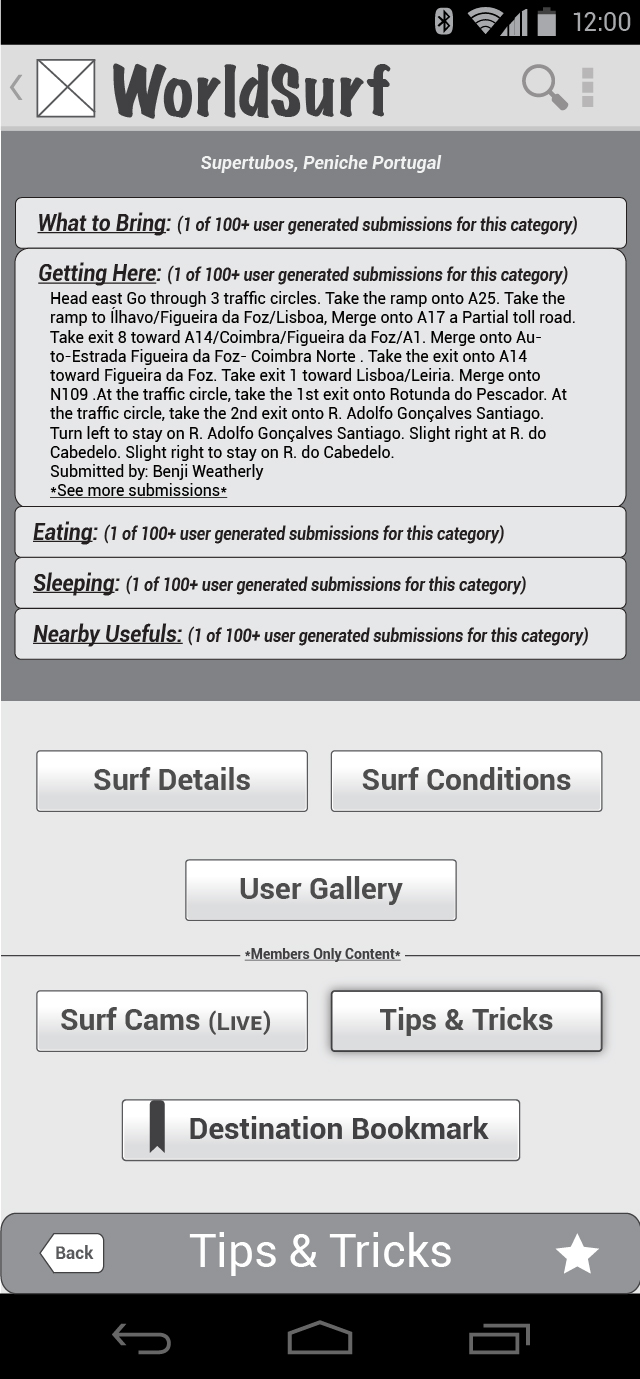 12:00
WorldSurf
Supertubos, Peniche Portugal
What to Bring: (1 of 100+ user generated submissions for this category)
Getting Here: (1 of 100+ user generated submissions for this category)
Head east Go through 3 traffic circles. Take the ramp onto A25. Take the
ramp to Ílhavo/Figueira da Foz/Lisboa, Merge onto A17 a Partial toll road.
Take exit 8 toward A14/Coimbra/Figueira da Foz/A1. Merge onto Au-
to-Estrada Figueira da Foz- Coimbra Norte . Take the exit onto A14
toward Figueira da Foz. Take exit 1 toward Lisboa/Leiria. Merge onto
N109 .At the traffic circle, take the 1st exit onto Rotunda do Pescador. At
the traffic circle, take the 2nd exit onto R. Adolfo Gonçalves Santiago.
Turn left to stay on R. Adolfo Gonçalves Santiago. Slight right at R. do
Cabedelo. Slight right to stay on R. do Cabedelo.
Submitted by: Benji Weatherly
*See more submissions*
Eating: (1 of 100+ user generated submissions for this category)
Sleeping: (1 of 100+ user generated submissions for this category)
Nearby Usefuls: (1 of 100+ user generated submissions for this category)
Surf Details
Surf Conditions
User Gallery
*Members Only Content*
Surf Cams (LIVE)
Tips & Tricks
Destination Bookmark
Back
Tips & Tricks